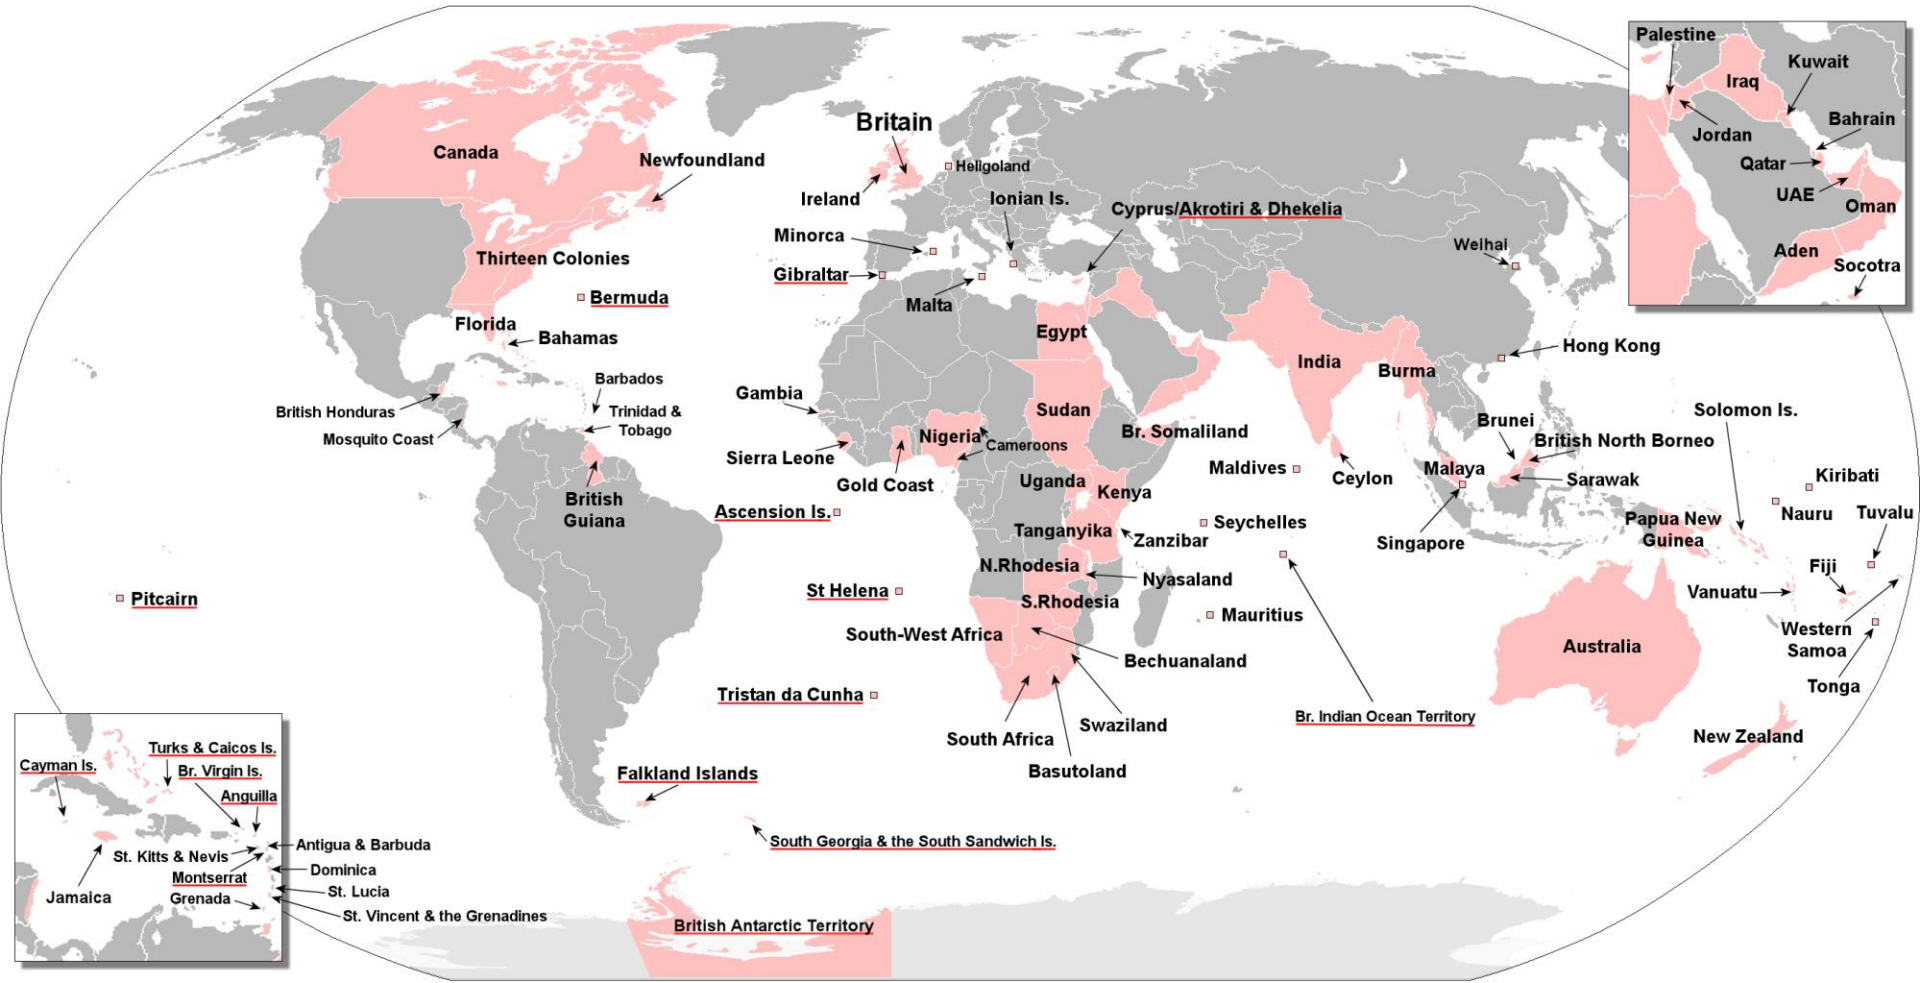 Canada
Newfoundland
Thirteen Colonies
Bermuda
Florida
Bahamas
Barbados
British Honduras
Trinidad &
Tobago
Mosquito Coast
British
Guiana
Pitcairn
Britain
Heligoland
Ireland
Ionian Is.
Cyprus/Akrotiri & Dhekelia
Minorca
Gibraltar
Malta
Weihai
Egypt
India
Burma
Hong Kong
Gambia
Sudan
Nigeria
Cameroons
Br. Somaliland
Sierra Leone
Gold Coast
Maldives
Ceylon
Uganda
Kenya
Ascension Is.
Seychelles
Tanganyika
Zanzibar
N.Rhodesia
Nyasaland
St Helena
S.Rhodesia
Mauritius
South-West Africa
Bechuanaland
Tristan da Cunha
Swaziland
South Africa
Basutoland
Br. Indian Ocean Territory
Brunei
British North Borneo
Malaya
Sarawak
Singapore
Solomon Is.
Kiribati
Nauru
Tuvalu
Papua New
Guinea
Fiji
Vanuatu
Western
Samoa
Tonga
Australia
New Zealand
Falkland Islands
South Georgia & the South Sandwich Is.
British Antarctic Territory
Palestine
Iraq
Kuwait
Jordan
Bahrain
Qatar
UAE
Oman
Aden
Socotra
Turks & Caicos Is.
Cayman Is.
Br. Virgin Is.
Anguilla
Antigua & Barbuda
St. Kitts & Nevis
Dominica
Montserrat
Jamaica
St. Lucia
Grenada
St. Vincent & the Grenadines